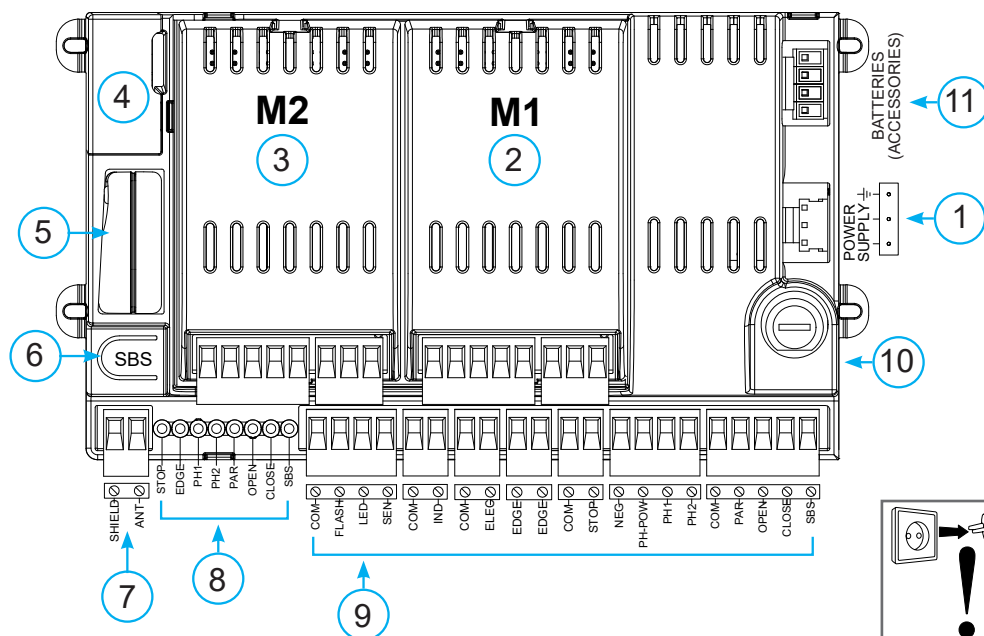 4
M2
3
M1
2
BATTERIES
(ACCESSORIES)
11
POWER
SUPPLY
1
5
6
SBS
10
SHIELD
ANT
STOP
EDGE
PH1
PH2
PAR
OPEN
CLOSE
SBS
COM
FLASH
LED
SEN
COM
IND
COM
ELEG
EDGE
EDGE
COM
STOP
NEG
PH-POW
PH1
PH2
COM
PAR
OPEN
CLOSE
SBS
7
8
9
!